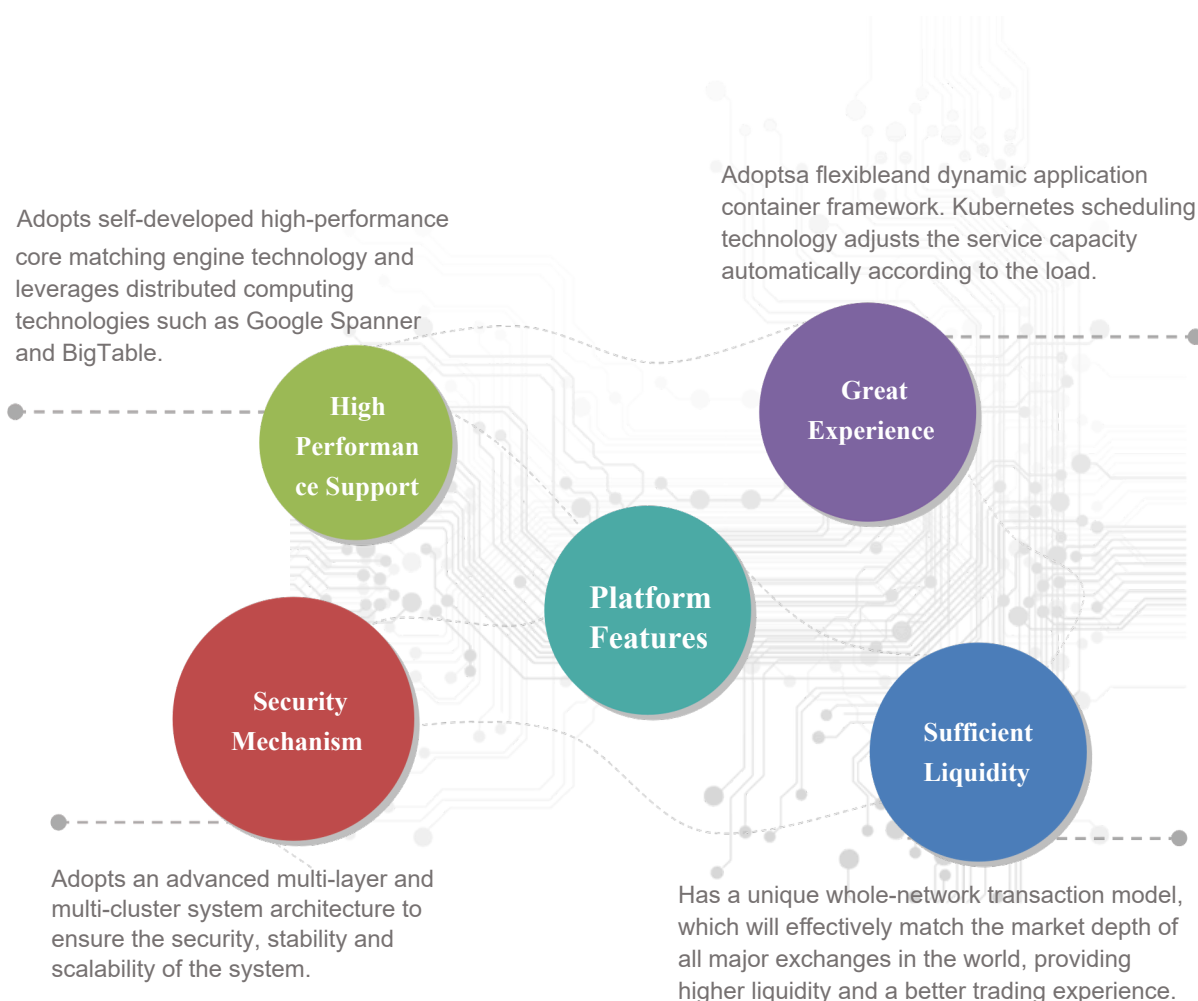 Adopts self-developed high-performance
core matching engine technology and
leverages distributed computing
technologies such as Google Spanner
and BigTable.
Adoptsa flexibleand dynamic application
container framework. Kubernetes scheduling
technology adjusts the service capacity
automatically according to the load.
High
Performan
ce Support
Great
Experience
Platform
Features
Security
Mechanism
Sufficient
Liquidity
Adopts an advanced multi-layer and
multi-cluster system architecture to
ensure the security, stability and
scalability of the system.
Has a unique whole-network transaction model,
which will effectively match the market depth of
all major exchanges in the world, providing
higher liquidity and a better trading experience.